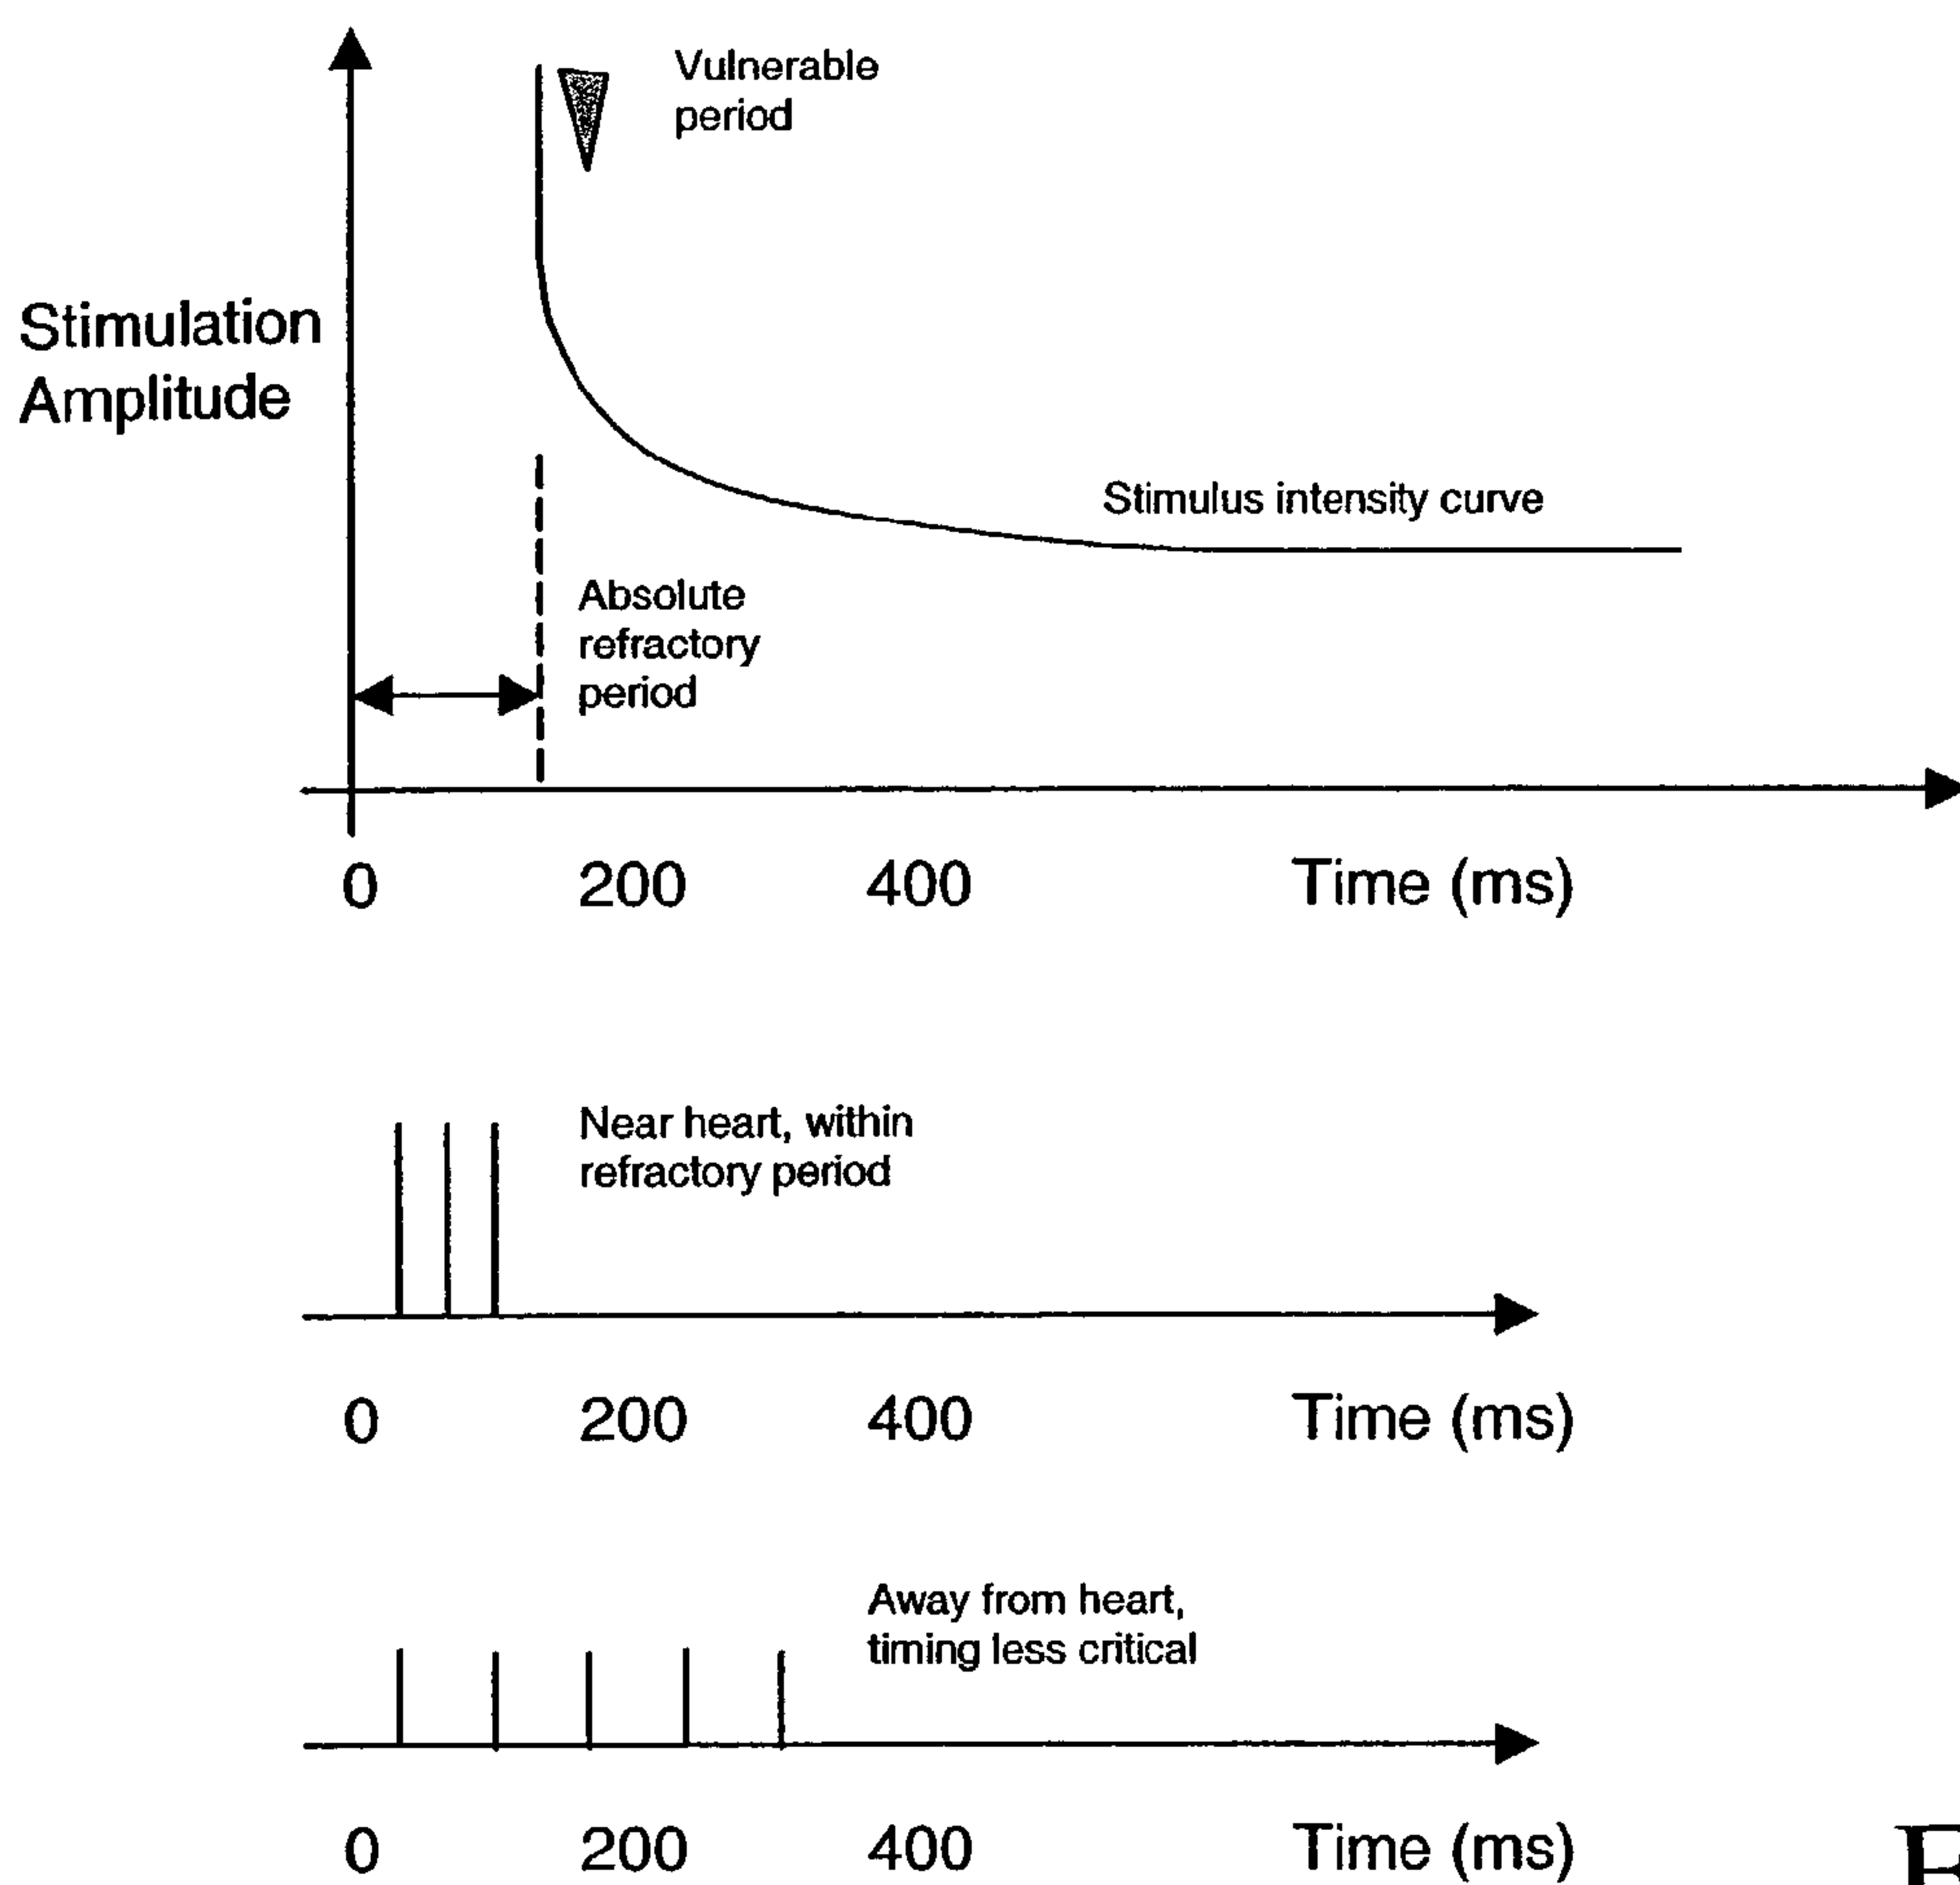 Vulnerable
period
Stimulation
Amplitude
Stimulus intensity curve
Absolute
refractory
period
0 200 400 Time (ms)
Near heart, within
refractory period
0 200 400 Time (ms)
Away from heart,
timing less critical
0 200 400 Time (ms)